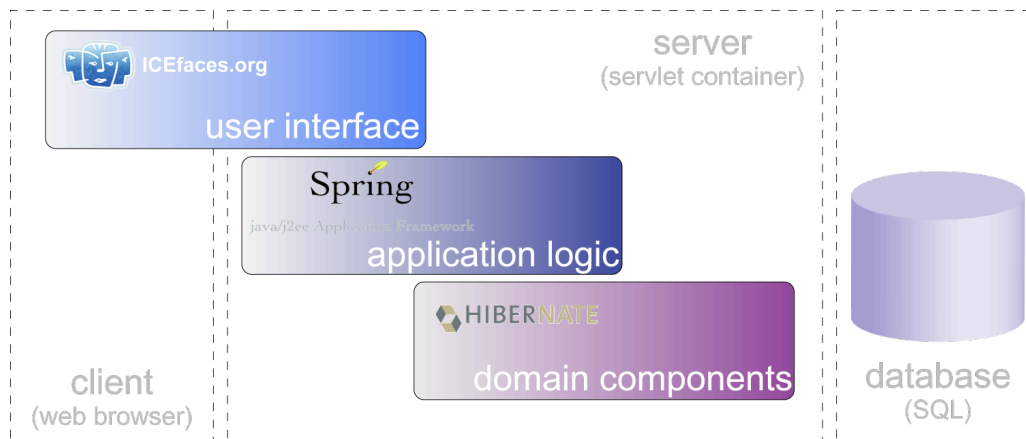 server
(servlet container)
ICEfaces.org
user interface
Spring
java/j2ee Application Framework
application logic
HIBERNATE
domain components
client
(web browser)
database
(SQL)